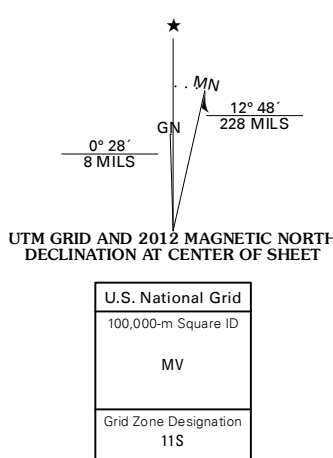 ★
MN
12° 48´
228 MILS
GN
0° 28´
8 MILS
UTM GRID AND 2012 MAGNETIC NORTH
DECLINATION AT CENTER OF SHEET
U.S. National Grid
100,000-m Square ID
MV
Grid Zone Designation
11S